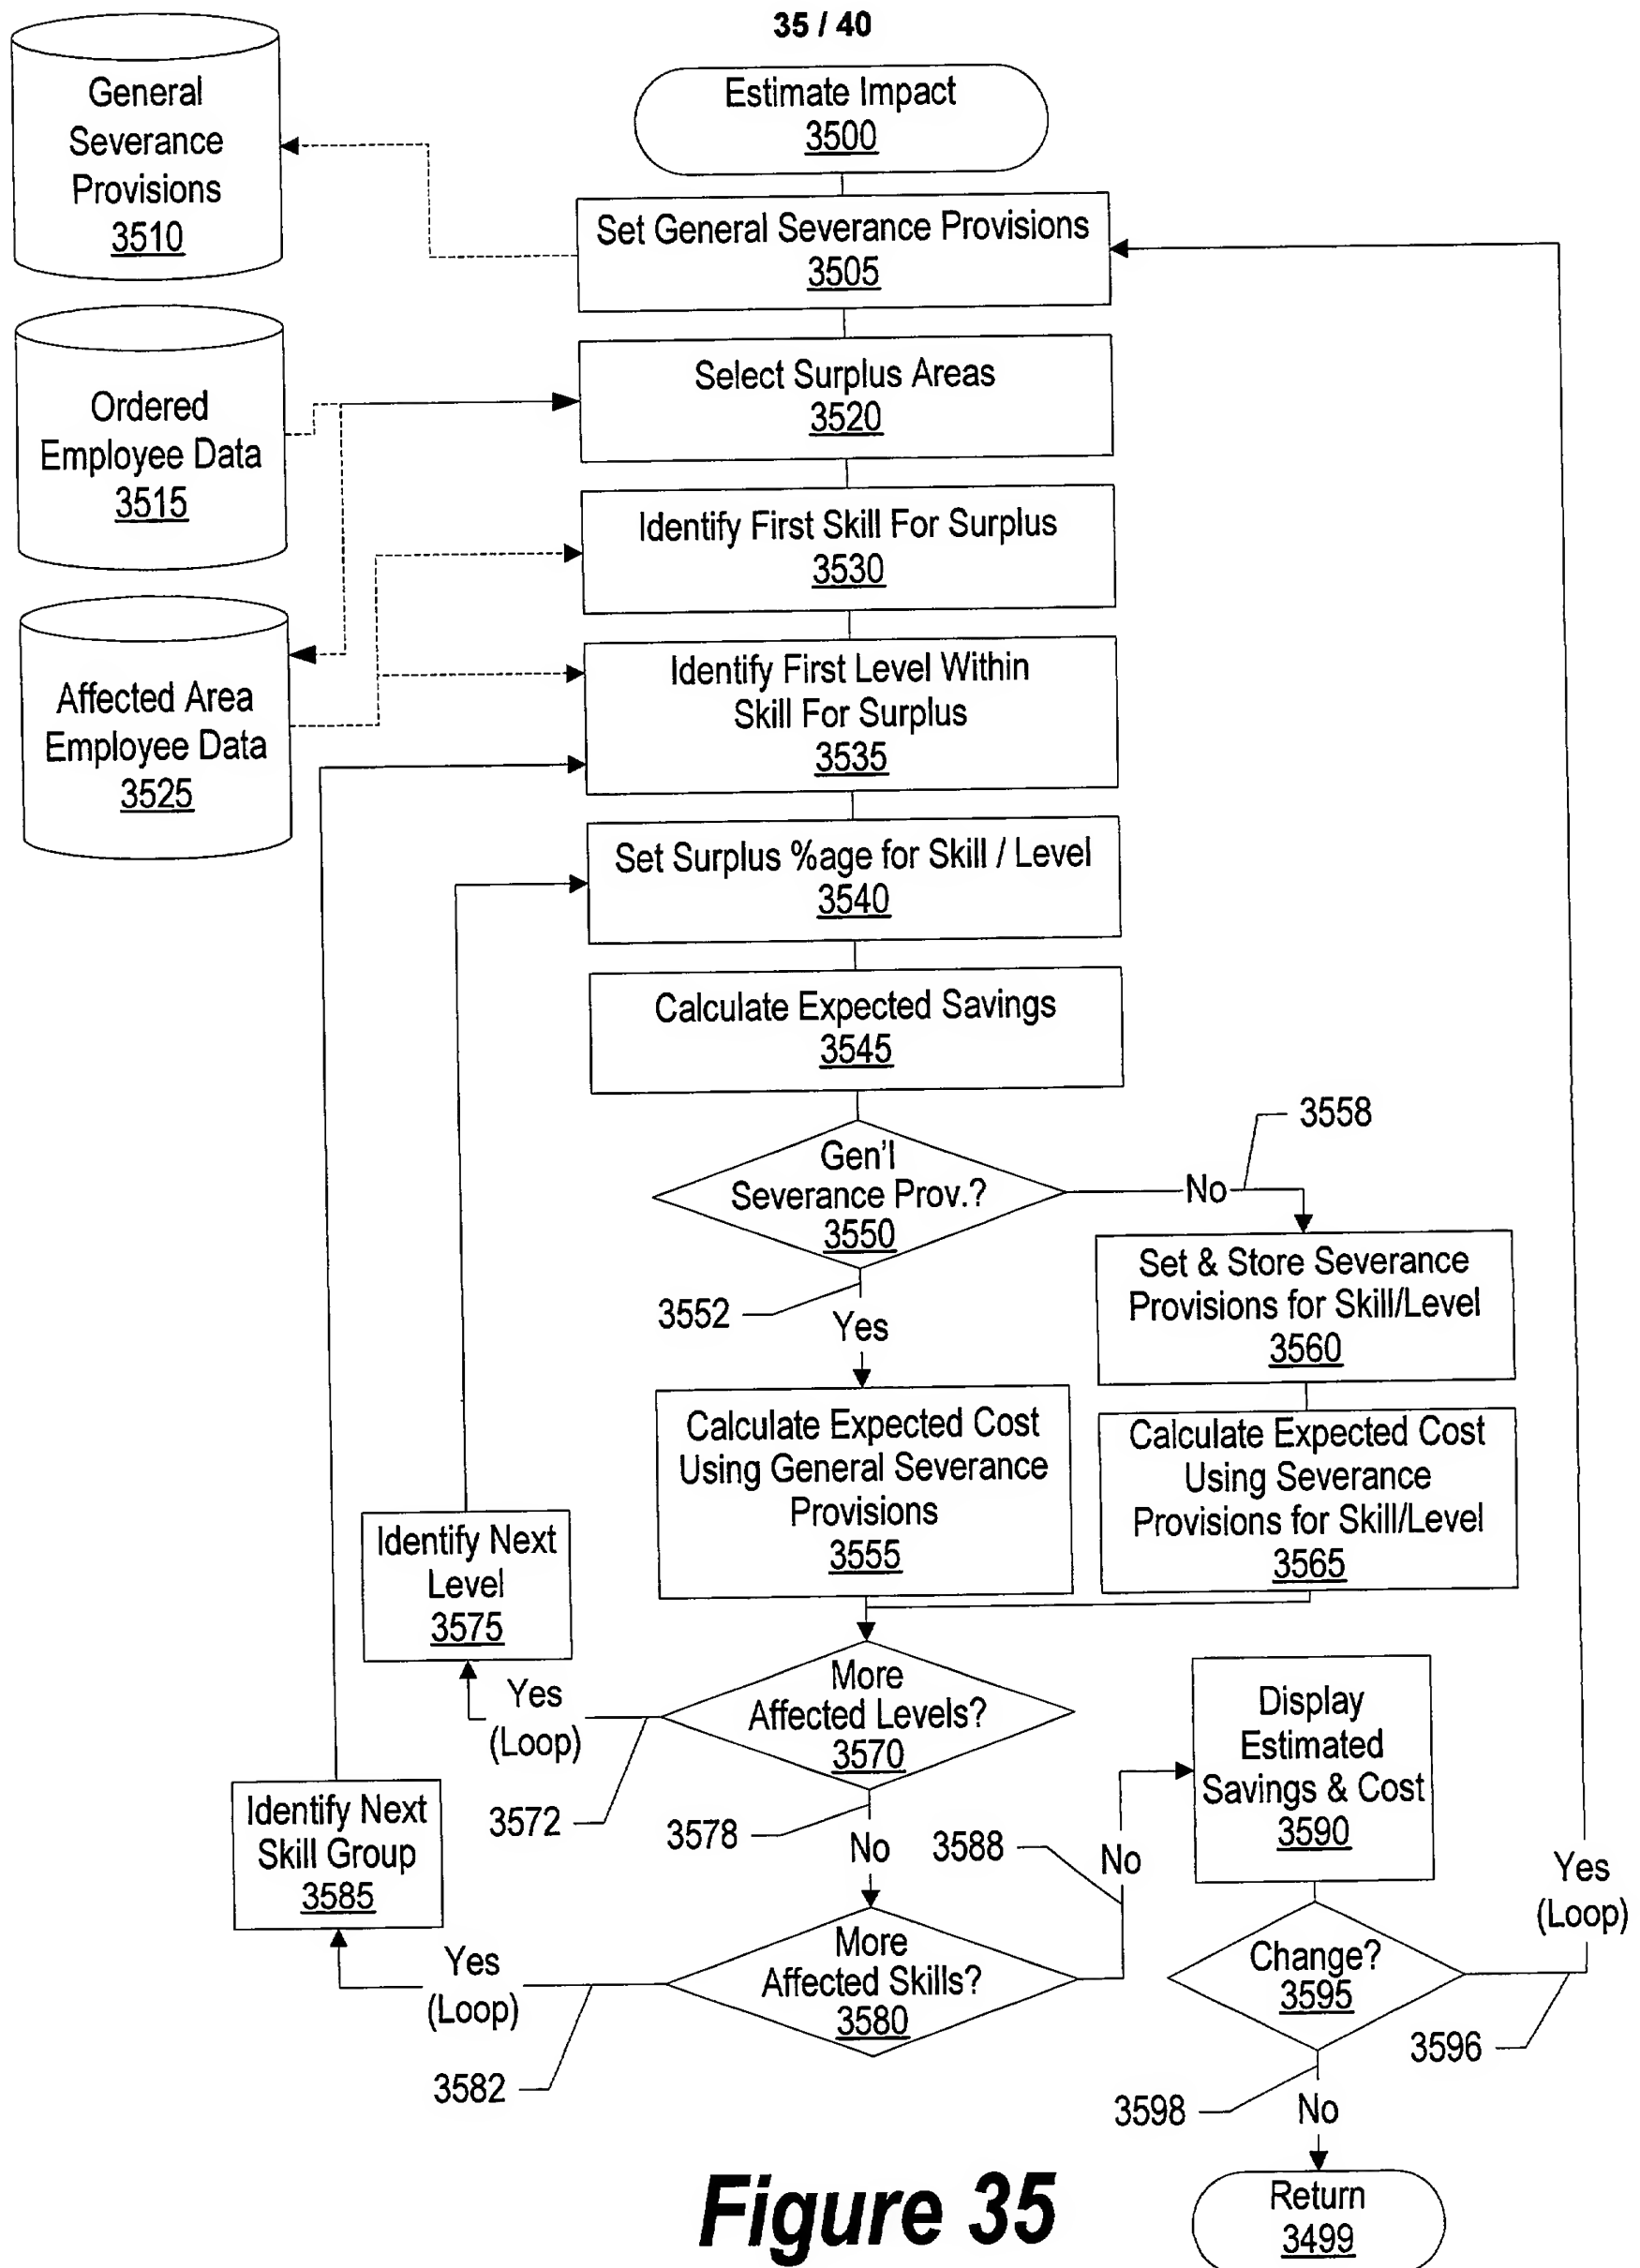 35 / 40
Estimate Impact
3500
General
Severance
Provisions
3510
Set General Severance Provisions
3505
Ordered
Employee Data
3515
Select Surplus Areas
3520
Identify First Skill For Surplus
3530
Affected Area
Employee Data
3525
Identify First Level Within
Skill For Surplus
3535
Set Surplus %age for Skill / Level
3540
Calculate Expected Savings
3545
Gen'l
Severance Prov.?
3550
No
3558
3552
Yes
Set & Store Severance
Provisions for Skill/Level
3560
Calculate Expected Cost
Using General Severance
Provisions
3555
Calculate Expected Cost
Using Severance
Provisions for Skill/Level
3565
Identify Next
Level
3575
Yes
(Loop)
3572
More
Affected Levels?
3570
3578
No
Identify Next
Skill Group
3585
Yes
(Loop)
3582
More
Affected Skills?
3580
3588
No
Display
Estimated
Savings & Cost
3590
Change?
3595
Yes
(Loop)
3596
3598
No
Return
3499
Figure 35